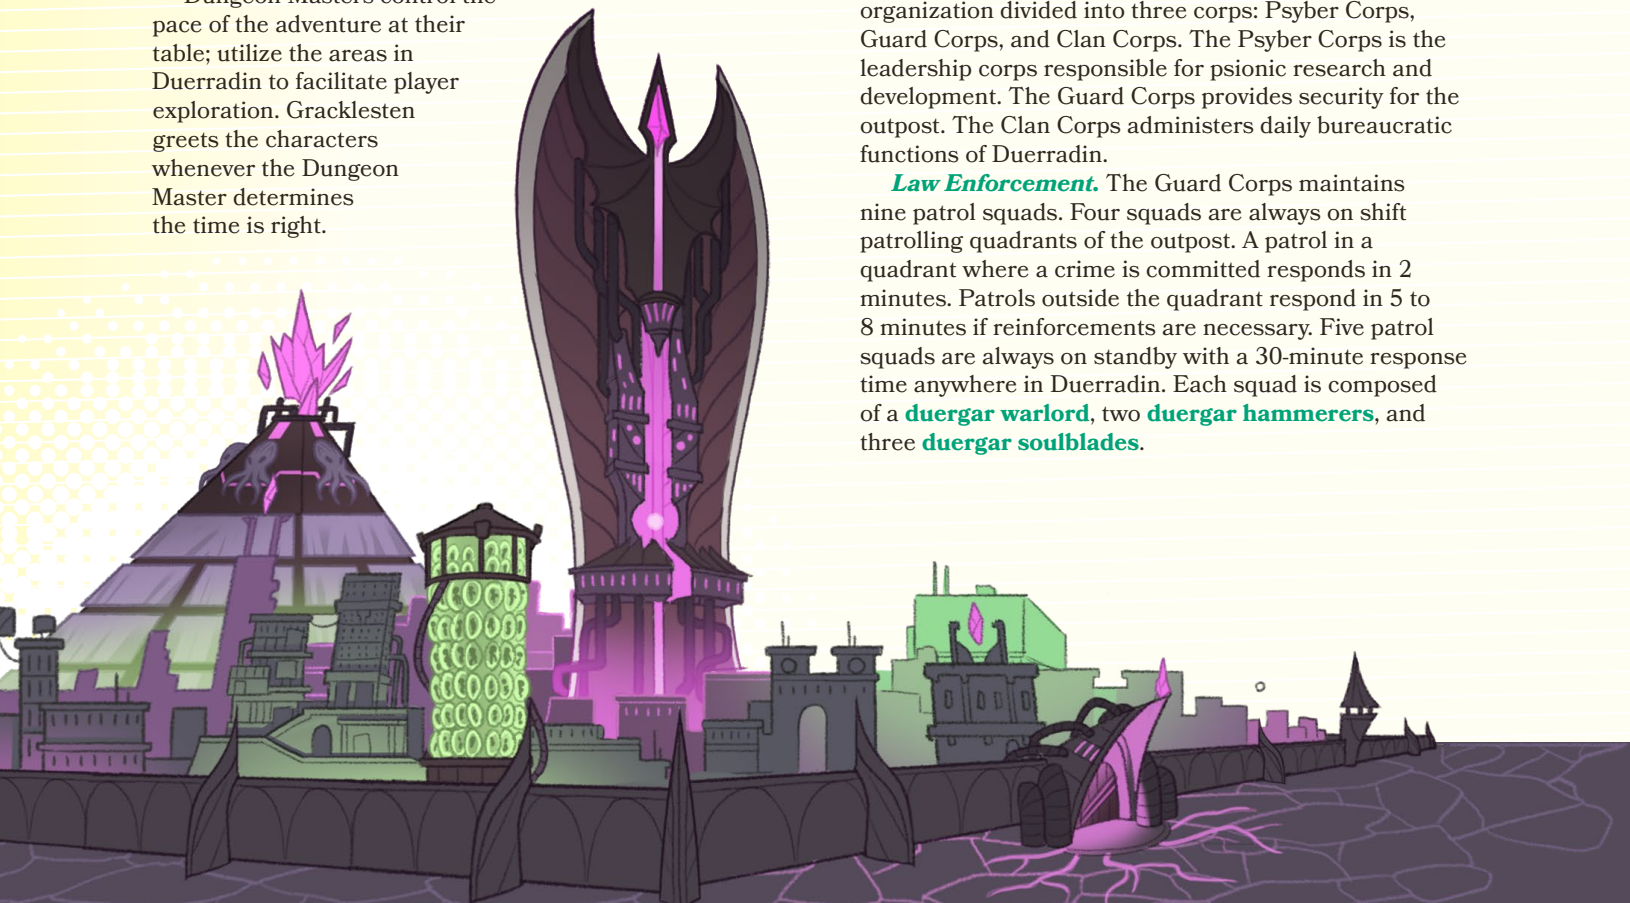 Dungeon Masters control the
pace of the adventure at their
table; utilize the areas in
Duerradin to facilitate player
exploration. Gracklesten
greets the characters
whenever the Dungeon
Master determines
the time is right.
organization divided into three corps: Psyber Corps,
Guard Corps, and Clan Corps. The Psyber Corps is the
leadership corps responsible for psionic research and
development. The Guard Corps provides security for the
outpost. The Clan Corps administers daily bureaucratic
functions of Duerradin.
Law Enforcement. The Guard Corps maintains
nine patrol squads. Four squads are always on shift
patrolling quadrants of the outpost. A patrol in a
quadrant where a crime is committed responds in 2
minutes. Patrols outside the quadrant respond in 5 to
8 minutes if reinforcements are necessary. Five patrol
squads are always on standby with a 30-minute response
time anywhere in Duerradin. Each squad is composed
of a duergar warlord, two duergar hammerers, and
three duergar soulblades.